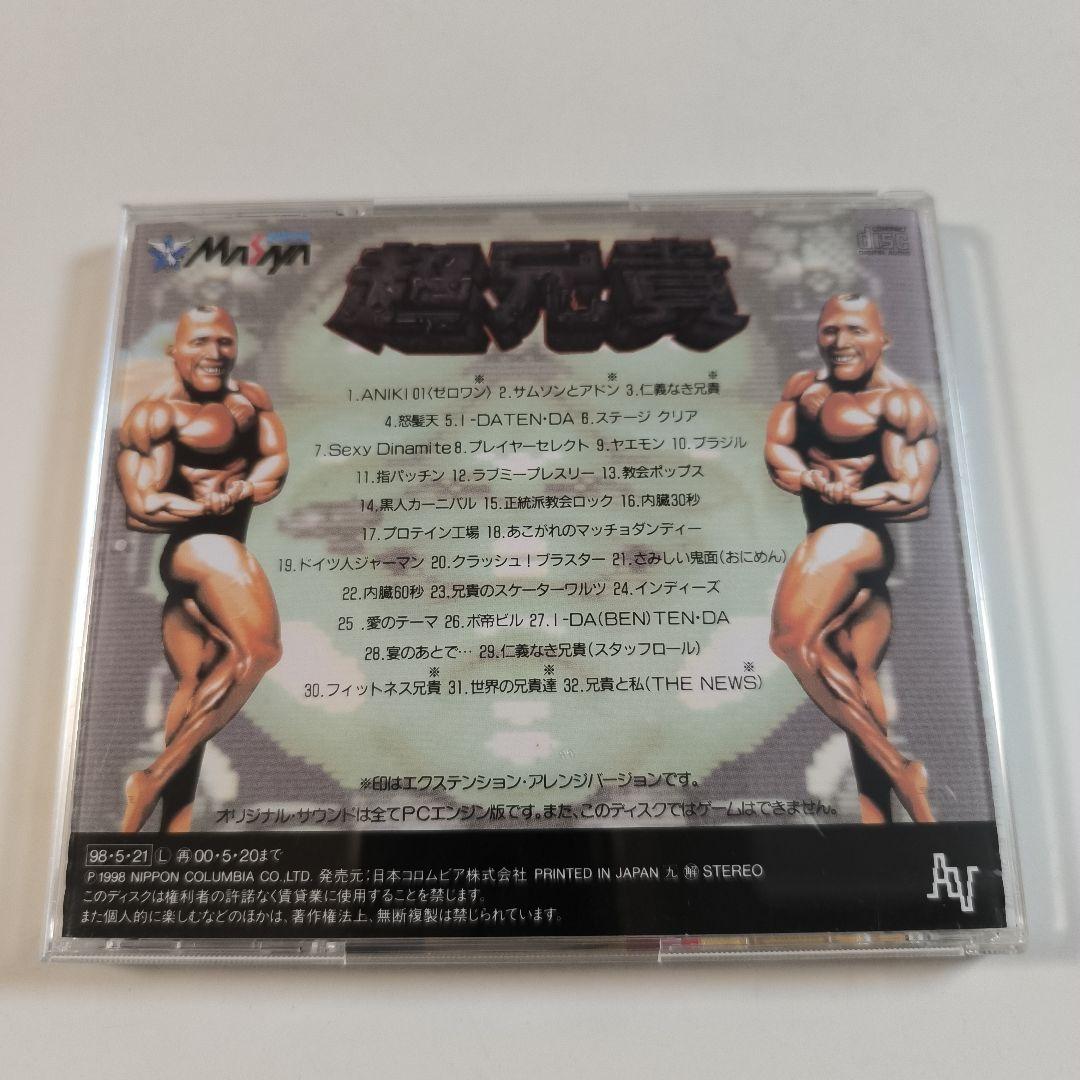 MASAYA
超兄貴
COMPACT
disc
DIGITAL AUDIO
※ ※ ※
1.ANIKI 01〈ゼロワン〉 2.サムソンとアドン 3.仁義なき兄貴
4.怒髪天 5.I-DATEN・DA 6.ステージ クリア
7.Sexy Dinamite 8.プレイヤーセレクト 9.ヤエモン 10.ブラジル
11.指パッチン 12.ラブミープレスリー 13.教会ポップス
14.黒人カーニバル 15.正統派教会ロック 16.内臓30秒
17.プロテイン工場 18.あこがれのマッチョダンディー
19.ドイツ人ジャーマン 20.クラッシュ！ブラスター 21.さみしい鬼面(おにめん)
22.内臓60秒 23.兄貴のスケーターワルツ 24.インディーズ
25.愛のテーマ 26.ボ帝ビル 27.I-DA(BEN)TEN・DA
28.宴のあとで… 29.仁義なき兄貴(スタッフロール)
※ ※ ※
30.フィットネス兄貴 31.世界の兄貴達 32.兄貴と私(THE NEWS)
※印はエクステンション・アレンジバージョンです。
オリジナル・サウンドは全てPCエンジン版です。また、このディスクではゲームはできません。
98・5・21 Ⓛ 再 00・5・20まで
Ⓟ1998 NIPPON COLUMBIA CO.,LTD. 発売元;日本コロムビア株式会社 PRINTED IN JAPAN 九 解 STEREO
このディスクは権利者の許諾なく賃貸業に使用することを禁じます。
また個人的に楽しむなどのほかは、著作権法上、無断複製は禁じられています。